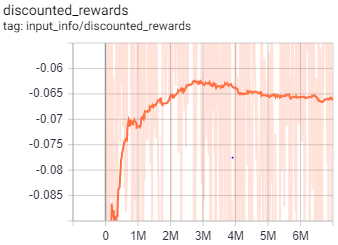 discounted_rewards
tag: input_info/discounted_rewards
-0.06
-0.065
-0.07
-0.075
-0.08
-0.085
0 1M 2M 3M 4M 5M 6M